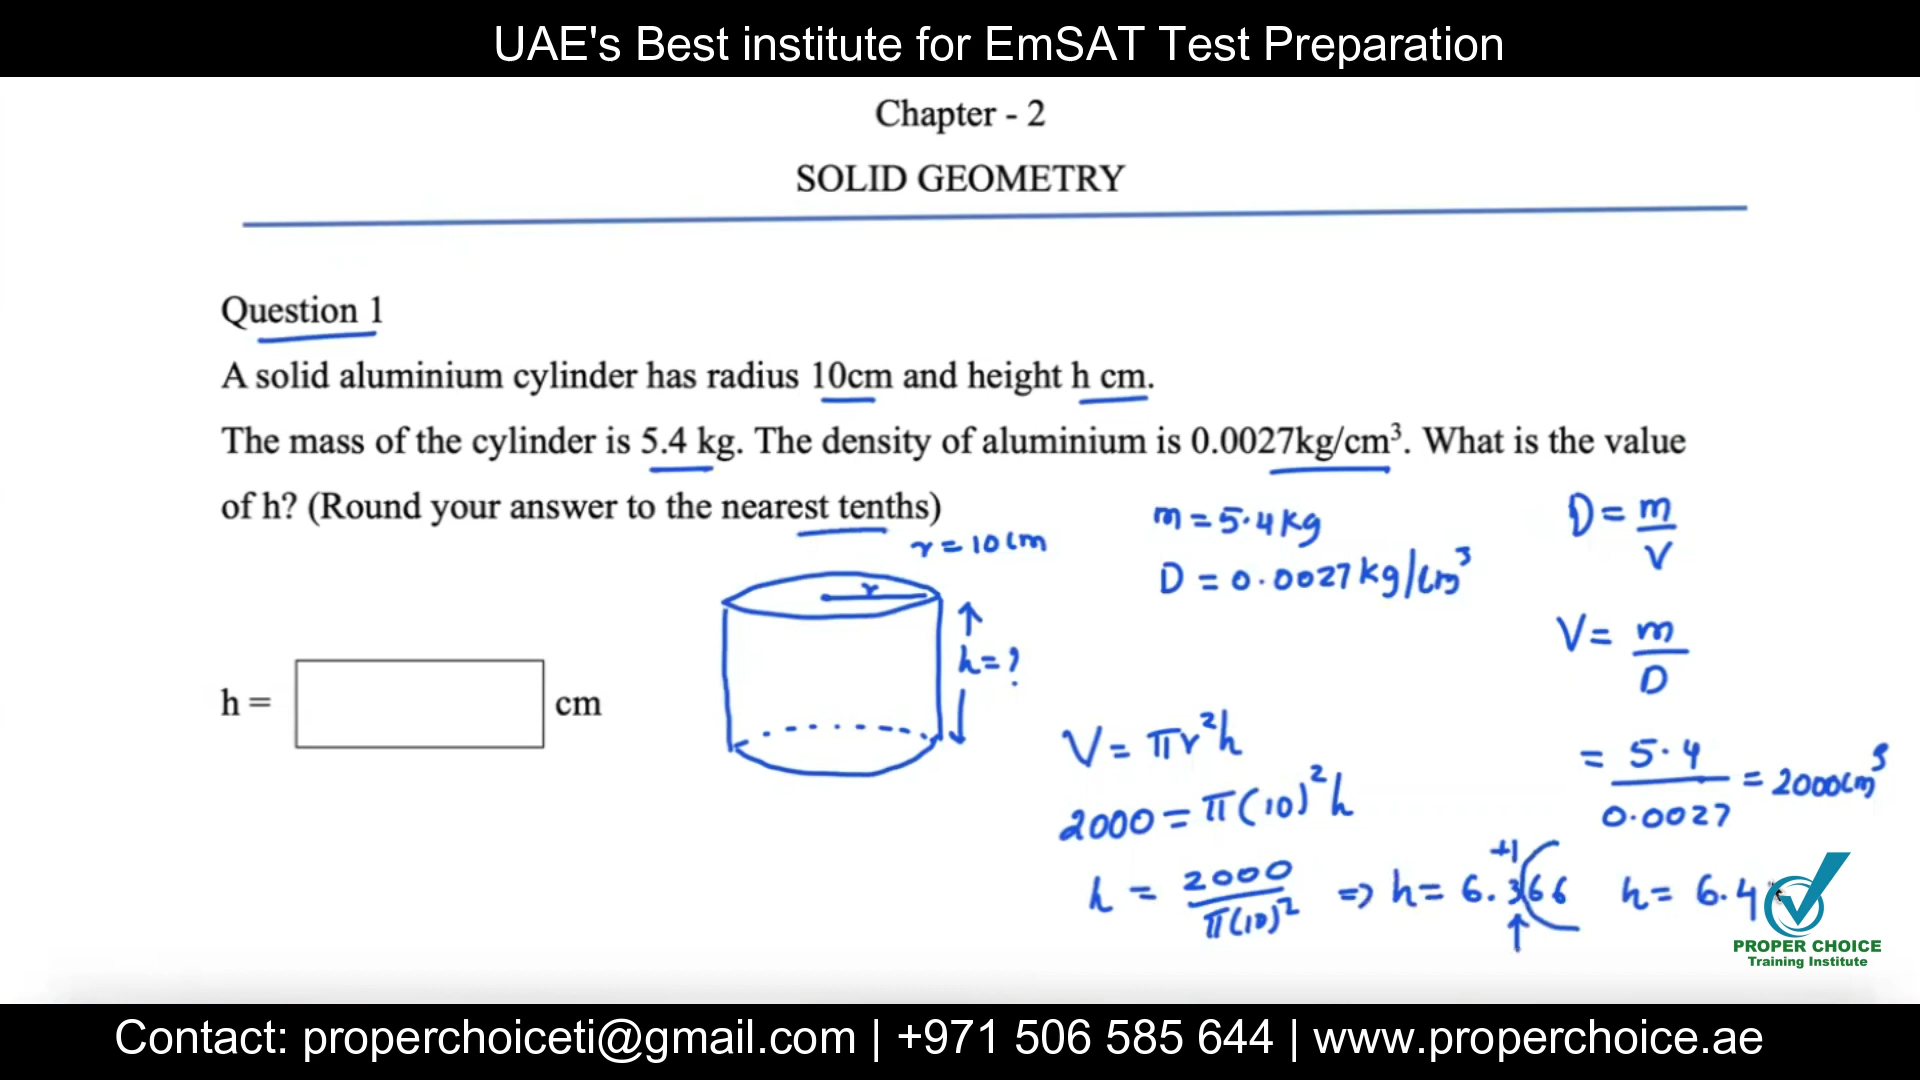 UAE's Best institute for EmSAT Test Preparation
Chapter - 2
SOLID GEOMETRY
Question 1
A solid aluminium cylinder has radius 10cm and height h cm.
The mass of the cylinder is 5.4 kg. The density of aluminium is 0.0027kg/cm³. What is the value
of h? (Round your answer to the nearest tenths)
r = 10cm
r
h = ?
h =
cm
m = 5.4 kg
D = 0.0027 kg/cm³
D = m/V
V = m/D
= 5.4/0.0027 = 2000cm³
V = πr²h
2000 = π(10)²h
h = 2000/π(10)² => h = 6.366
+1
h = 6.4
PROPER CHOICE
Training Institute
Contact: properchoiceti@gmail.com | +971 506 585 644 | www.properchoice.ae